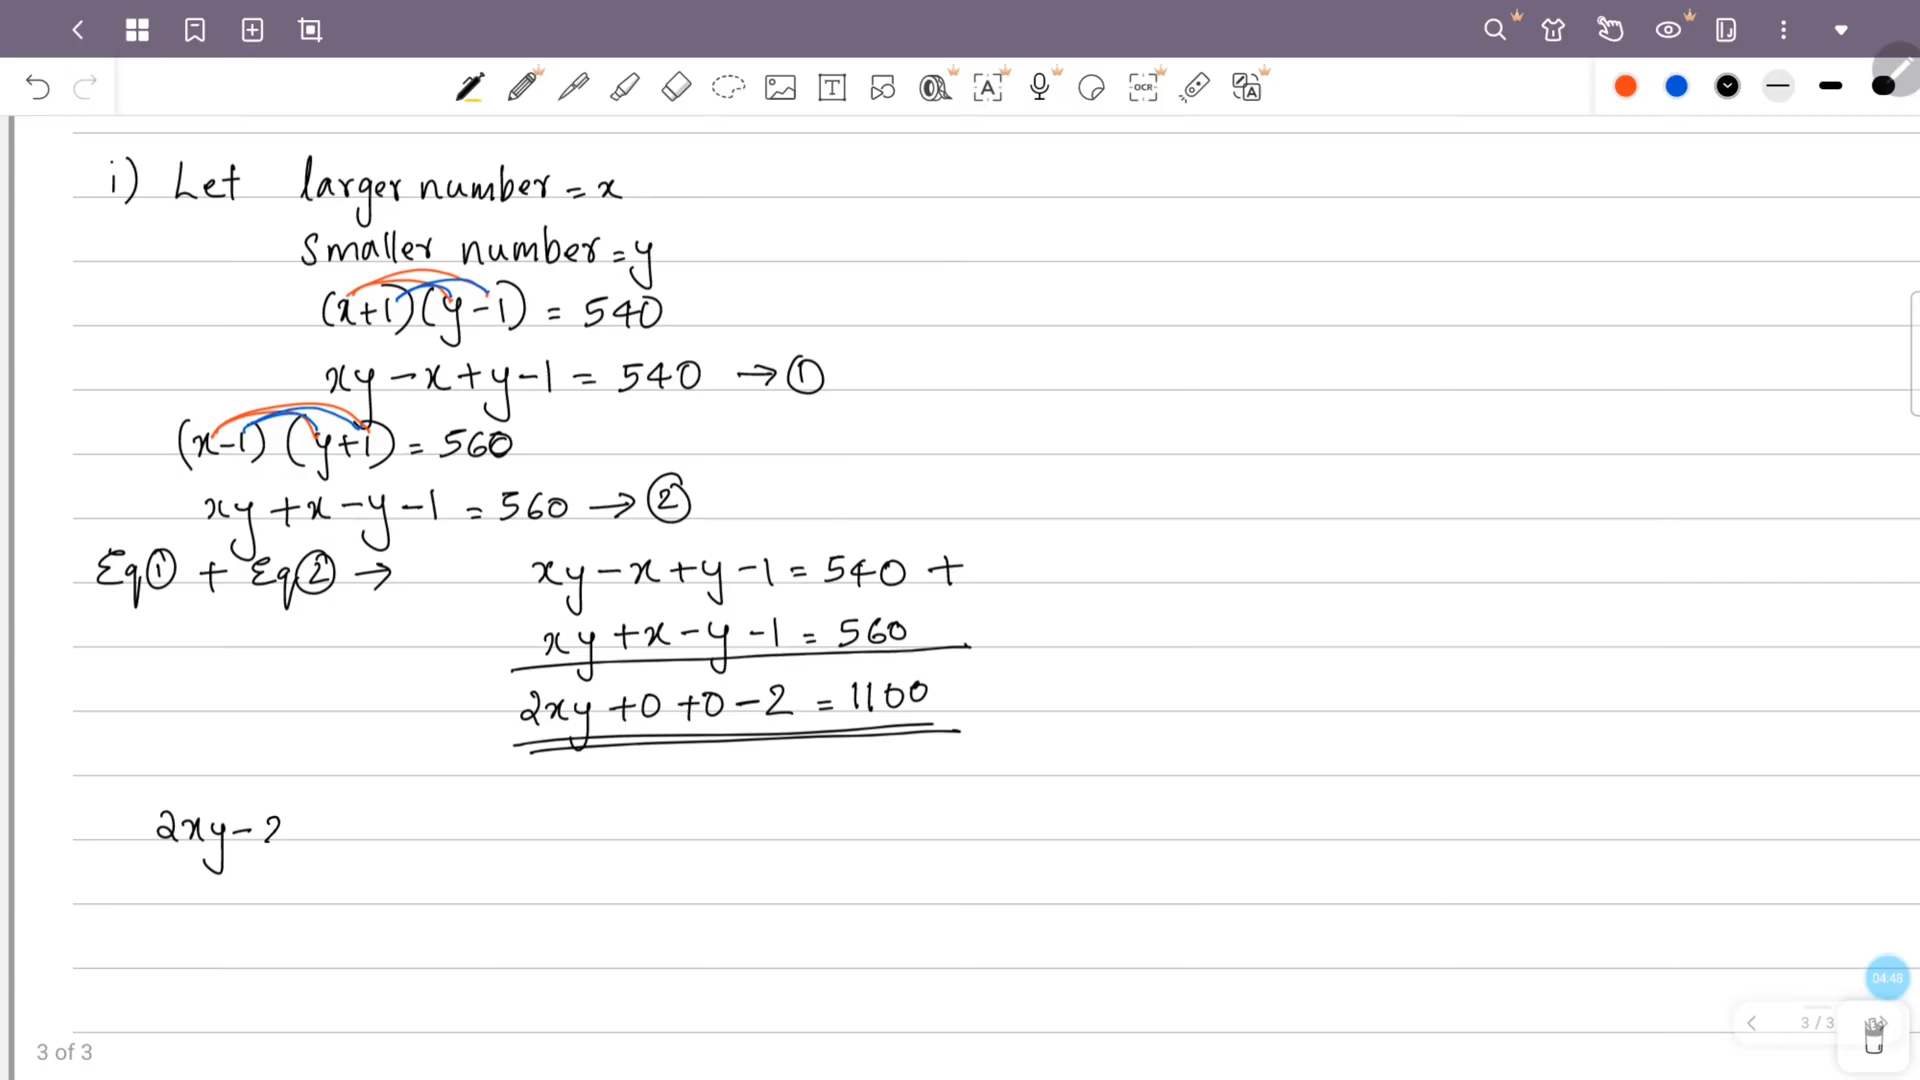 i) Let larger number = x
Smaller number = y
(x+1)(y-1) = 540
xy - x + y - 1 = 540 → ①
(x-1) (y+1) = 560
xy + x - y - 1 = 560 → ②
Eq① + Eq② → xy - x + y - 1 = 540 +
xy + x - y - 1 = 560
2xy + 0 + 0 - 2 = 1100
2xy - 2
04:48
3 / 3
3 of 3